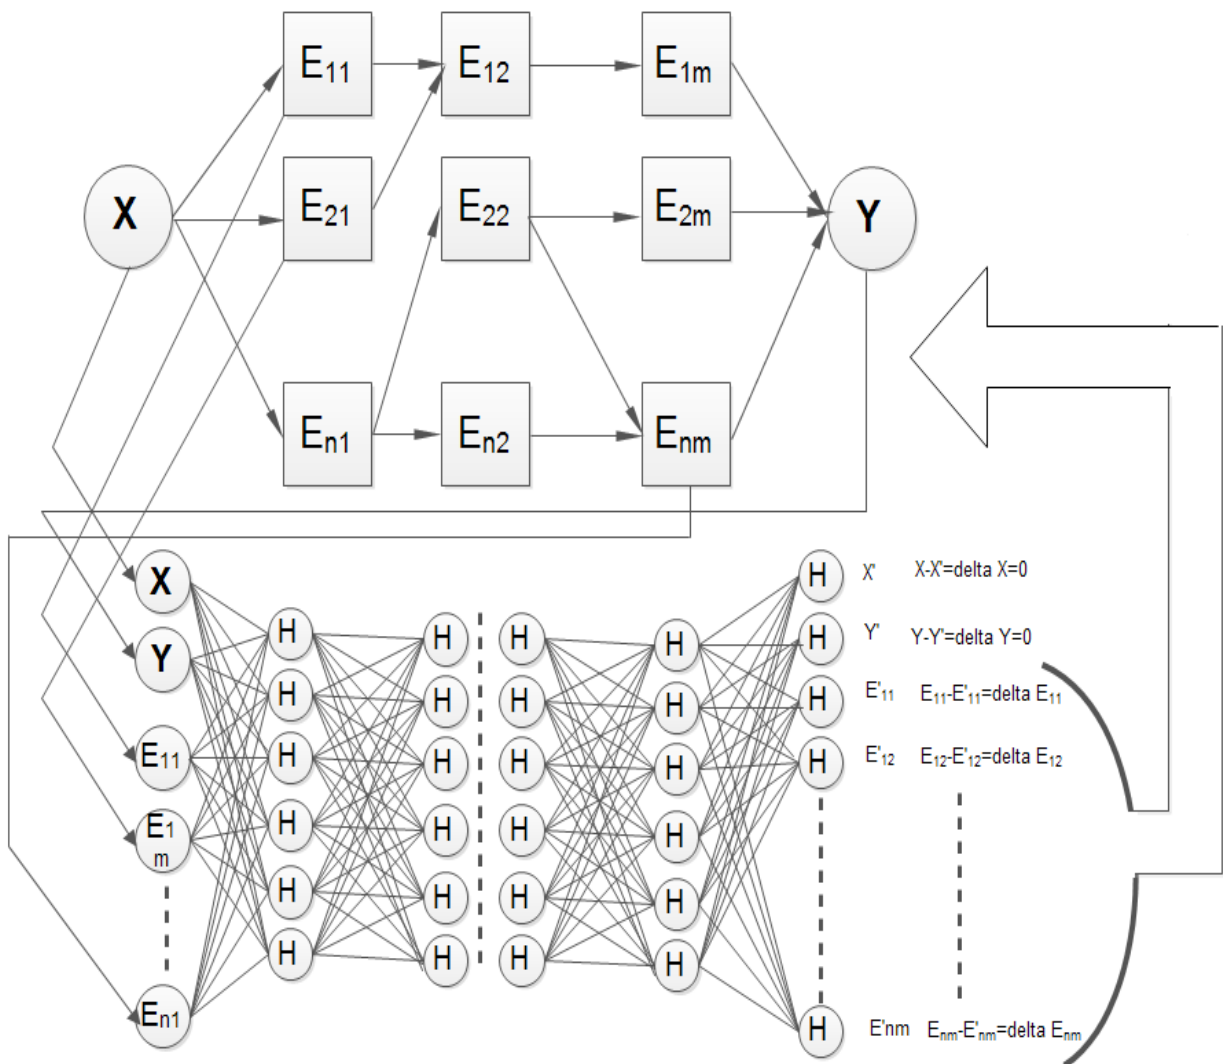 E11 E12 E1m
X E21 E22 E2m Y
En1 En2 Enm
X H X' X-X'=delta X=0
Y H H H H H Y' Y-Y'=delta Y=0
H H H H H E'11 E11-E'11=delta E11
E11 H H H H H E'12 E12-E'12=delta E12
E1
m
H H H H
H H H H
H H H H
En1 H E'nm Enm-E'nm=delta Enm